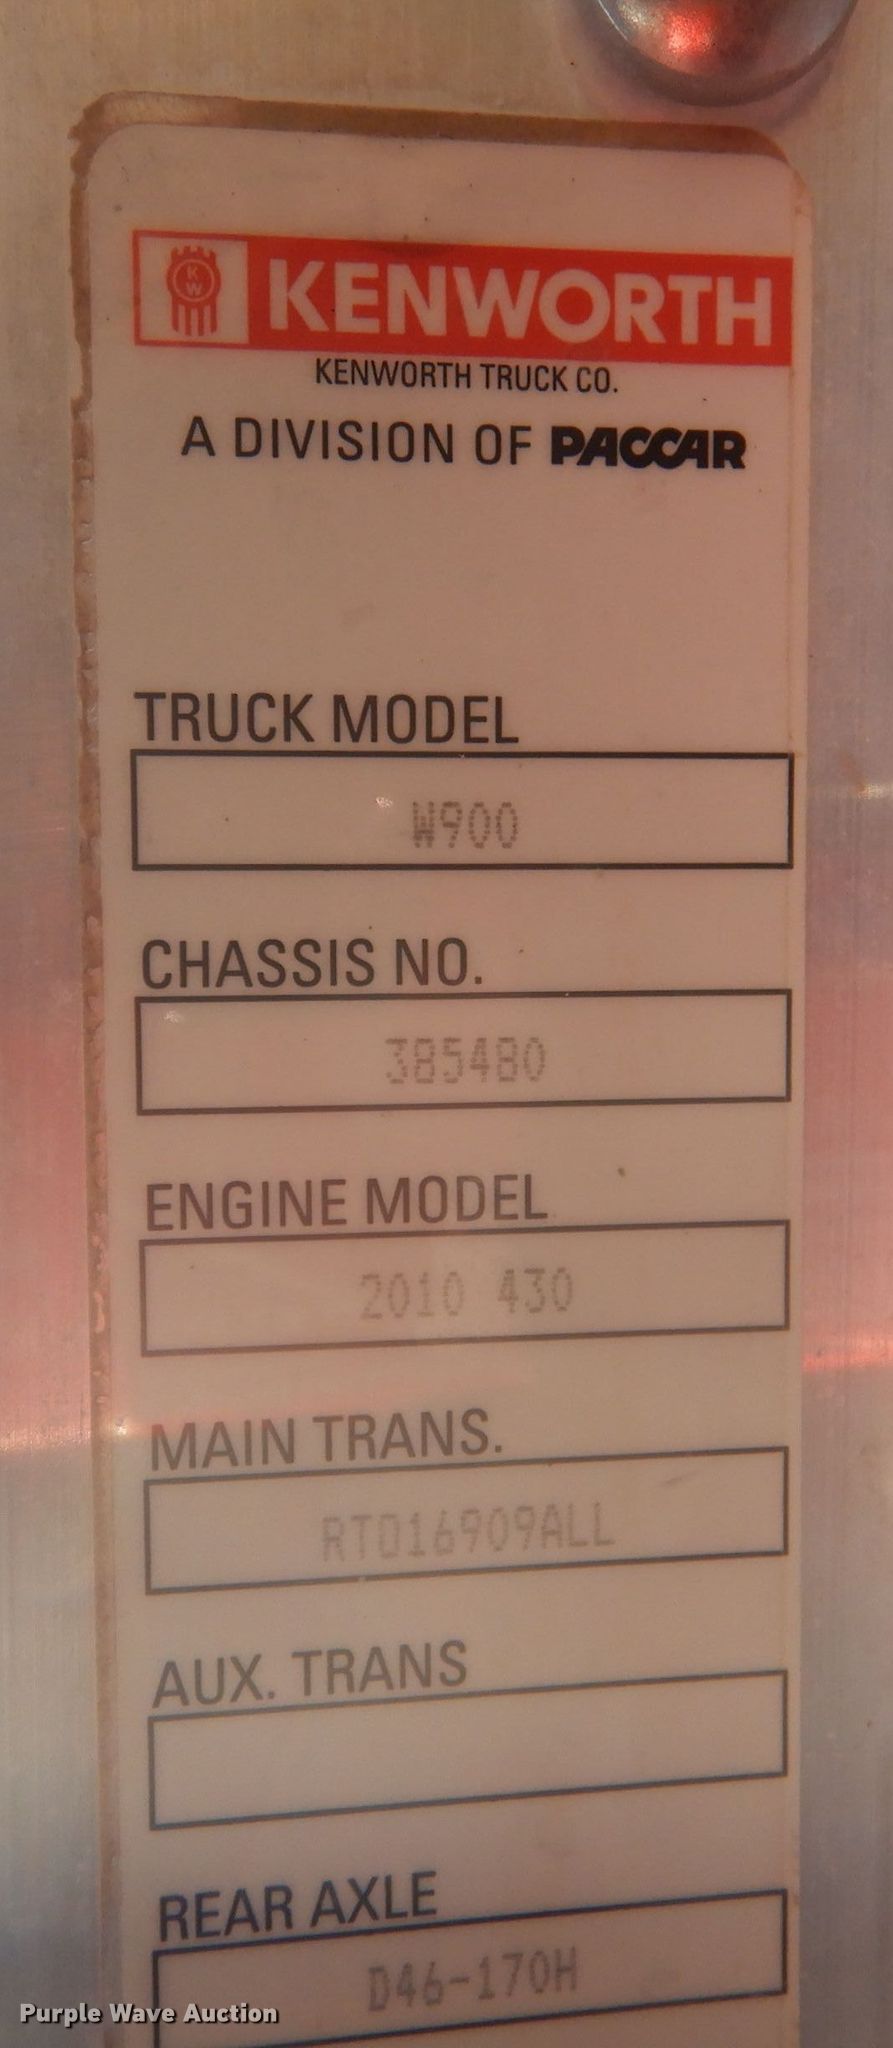 KW
KENWORTH
KENWORTH TRUCK CO.
A DIVISION OF PACCAR
TRUCK MODEL
W900
CHASSIS NO.
385480
ENGINE MODEL
2010 430
MAIN TRANS.
RTO16909ALL
AUX. TRANS
REAR AXLE
D46-170H
Purple Wave Auction